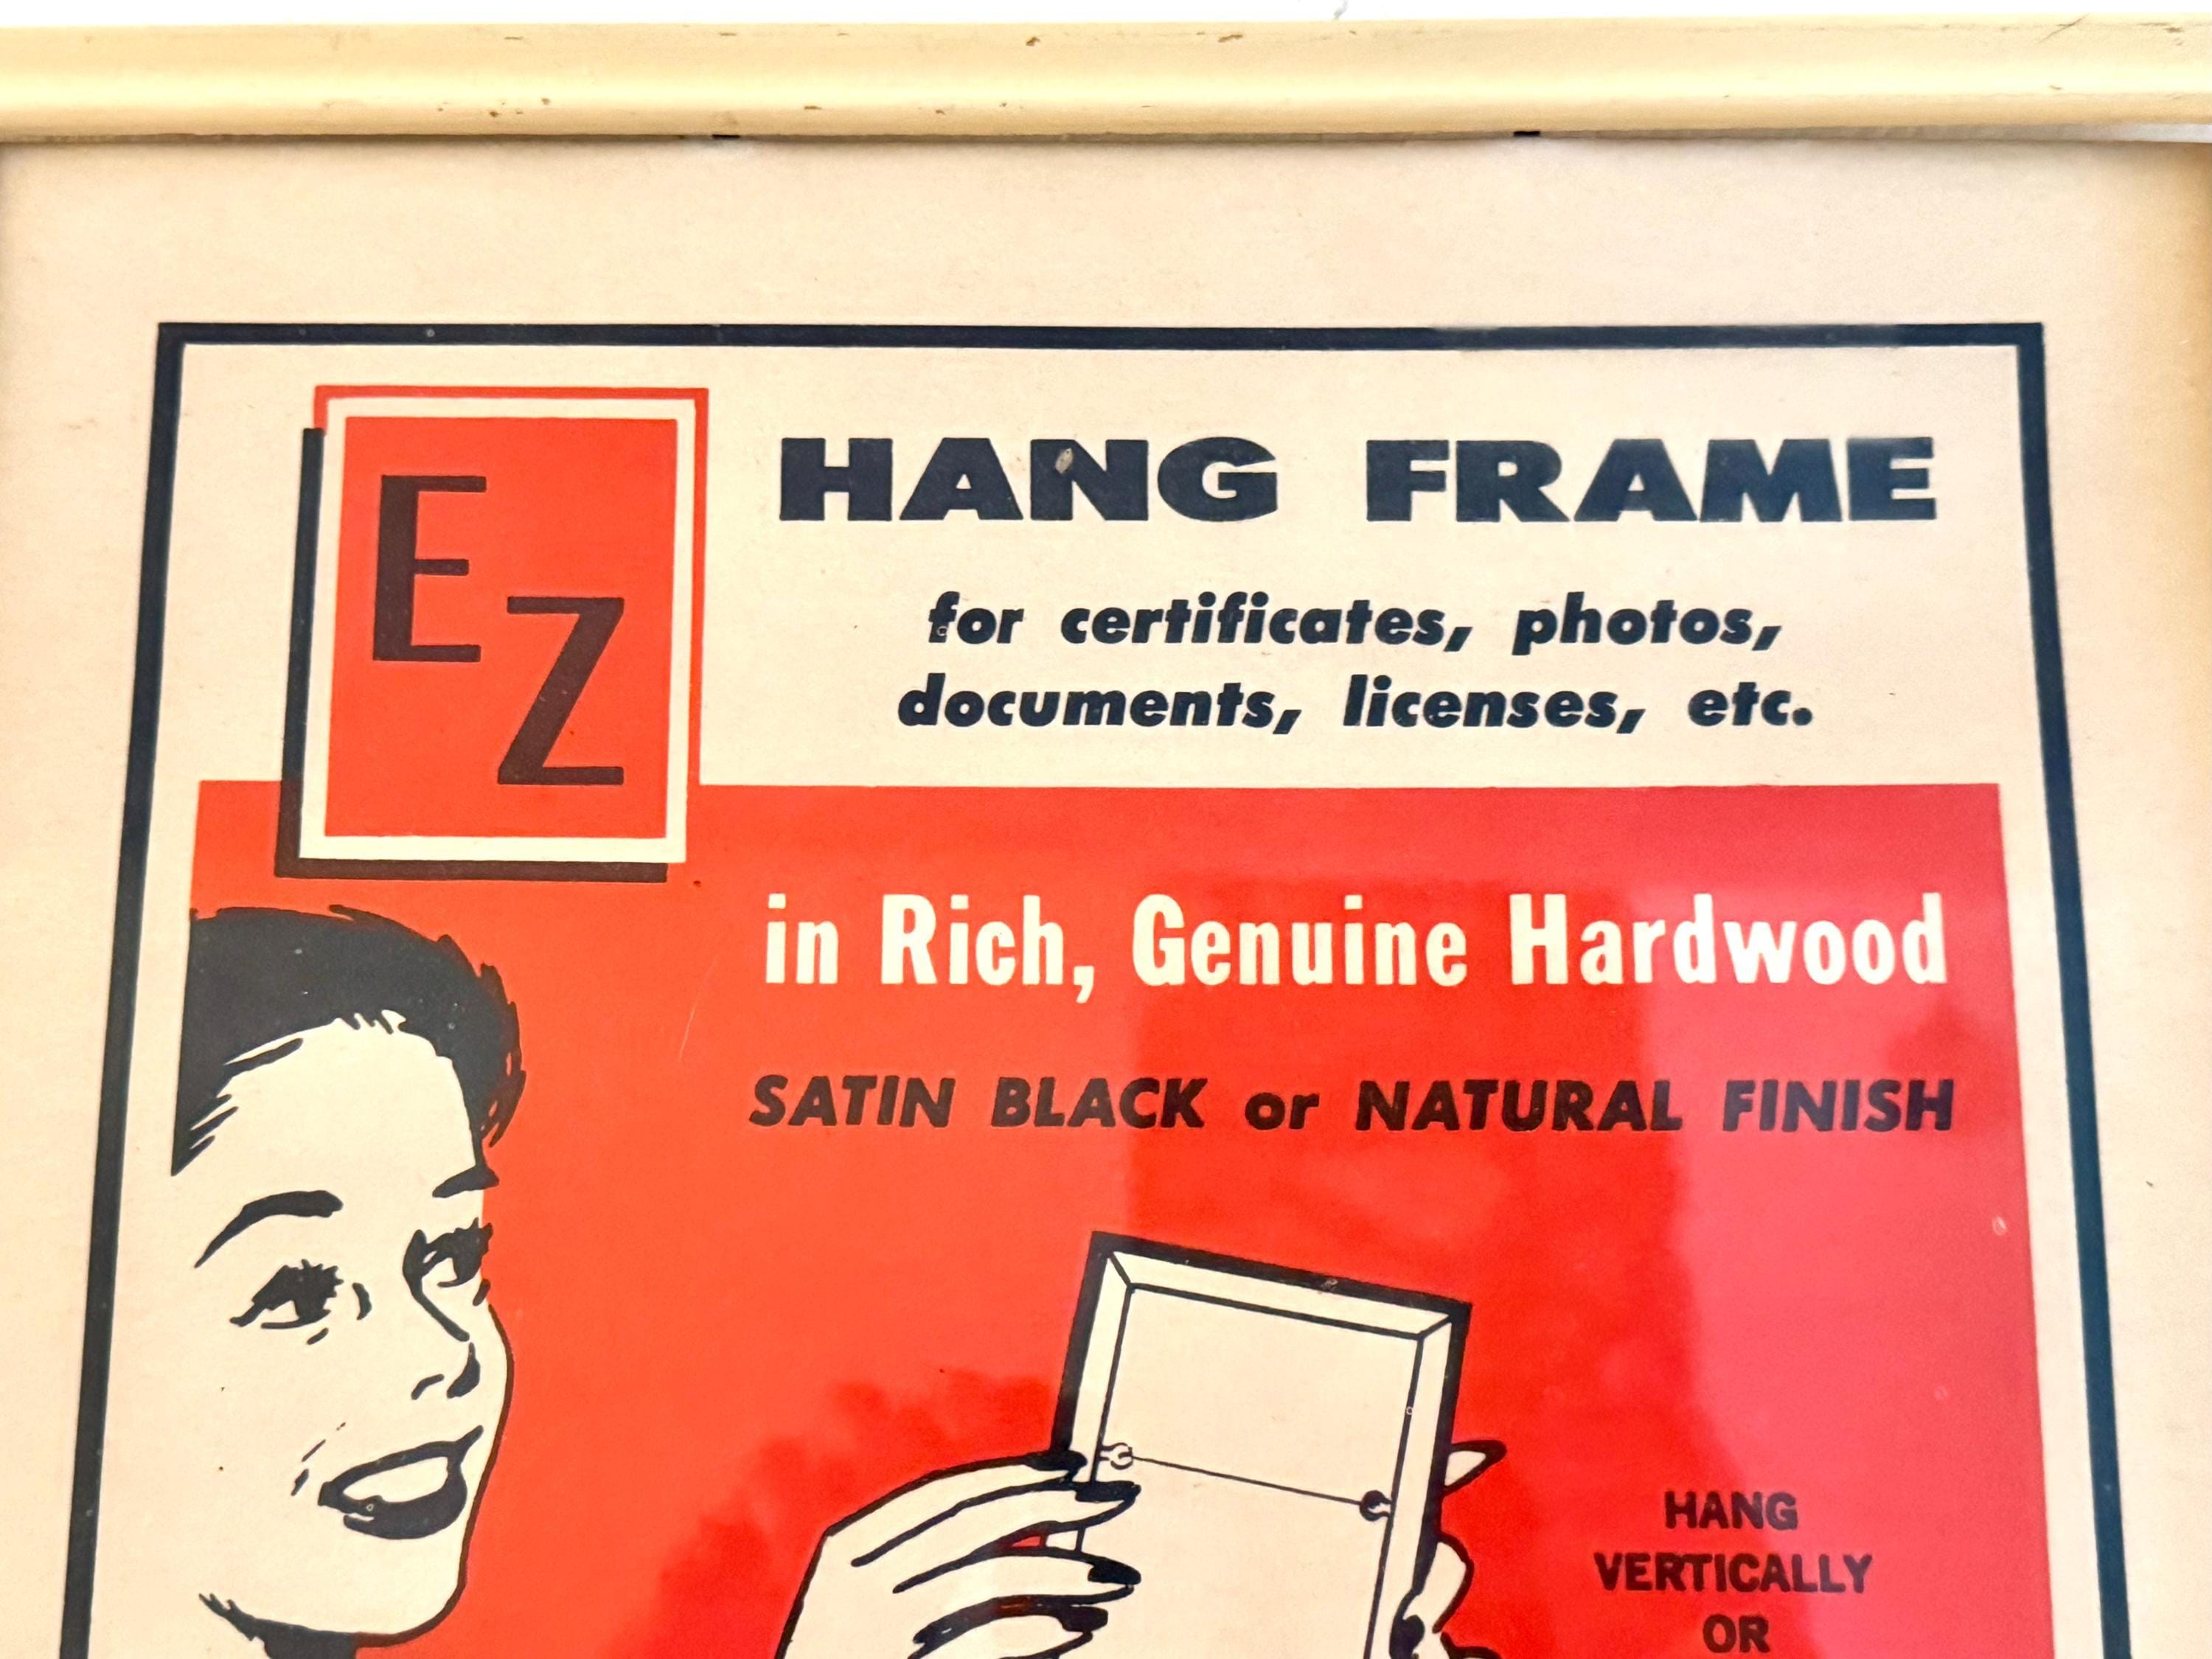 EZ
HANG FRAME
for certificates, photos,
documents, licenses, etc.
in Rich, Genuine Hardwood
SATIN BLACK or NATURAL FINISH
HANG
VERTICALLY
OR